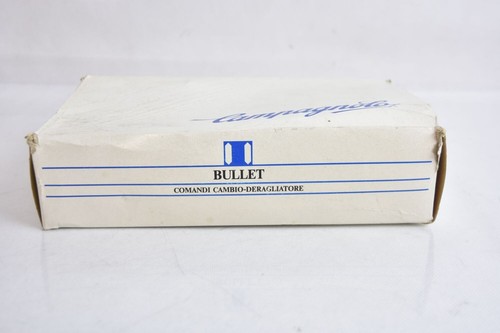 Campagnolo
BULLET
COMANDI CAMBIO-DERAGLIATORE